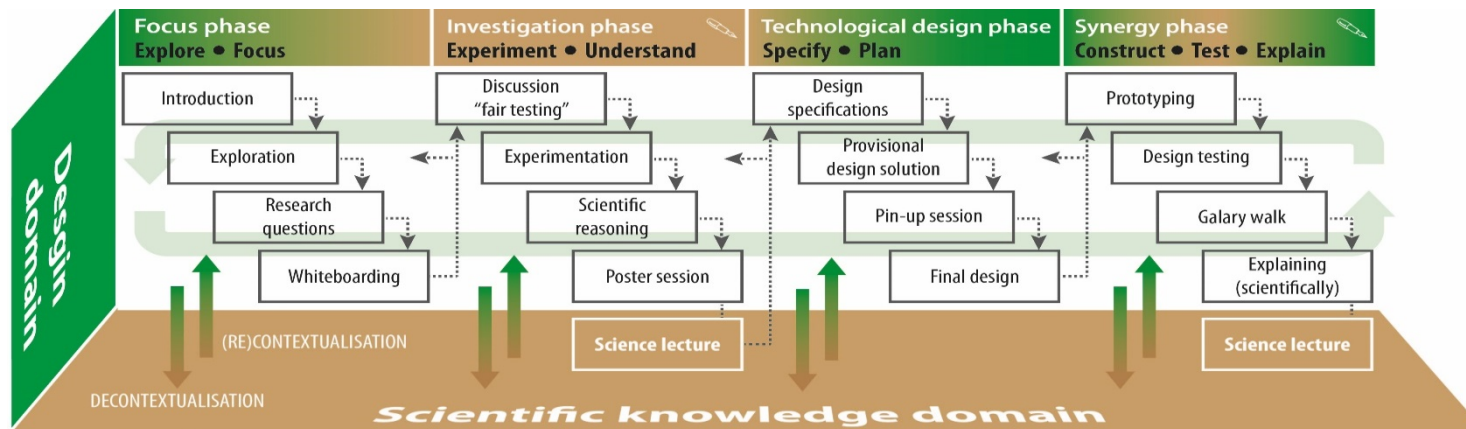 Focus phase
Explore ● Focus
Investigation phase
Experiment ● Understand
Technological design phase
Specify ● Plan
Synergy phase
Construct ● Test ● Explain
Desgin
domain
Introduction
Exploration
Research
questions
Whiteboarding
Discussion
“fair testing”
Experimentation
Scientific
reasoning
Poster session
Science lecture
Design
specifications
Provisional
design solution
Pin-up session
Final design
Prototyping
Design testing
Galary walk
Explaining
(scientifically)
Science lecture
(RE)CONTEXTUALISATION
DECONTEXTUALISATION
Scientific knowledge domain